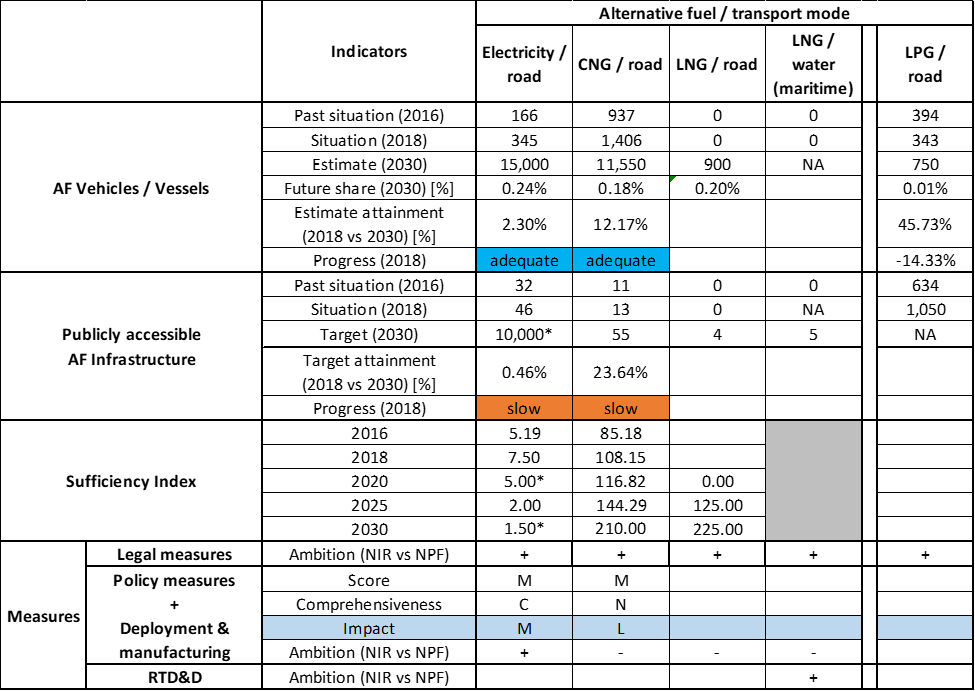 Alternative fuel / transport mode
Indicators
Electricity / road
CNG / road
LNG / road
LNG / water (maritime)
LPG / road
AF Vehicles / Vessels
Past situation (2016) 166 937 0 0 394
Situation (2018) 345 1,406 0 0 343
Estimate (2030) 15,000 11,550 900 NA 750
Future share (2030) [%] 0.24% 0.18% 0.20% 0.01%
Estimate attainment
(2018 vs 2030) [%] 2.30% 12.17% 45.73%
Progress (2018) adequate adequate -14.33%
Publicly accessible
AF Infrastructure
Past situation (2016) 32 11 0 0 634
Situation (2018) 46 13 0 NA 1,050
Target (2030) 10,000* 55 4 5 NA
Target attainment
(2018 vs 2030) [%] 0.46% 23.64%
Progress (2018) slow slow
Sufficiency Index
2016 5.19 85.18
2018 7.50 108.15
2020 5.00* 116.82 0.00
2025 2.00 144.29 125.00
2030 1.50* 210.00 225.00
Measures
Legal measures Ambition (NIR vs NPF) + + + + +
Policy measures
+
Deployment &
manufacturing
Score M M
Comprehensiveness C N
Impact M L
Ambition (NIR vs NPF) + - - -
RTD&D Ambition (NIR vs NPF) +